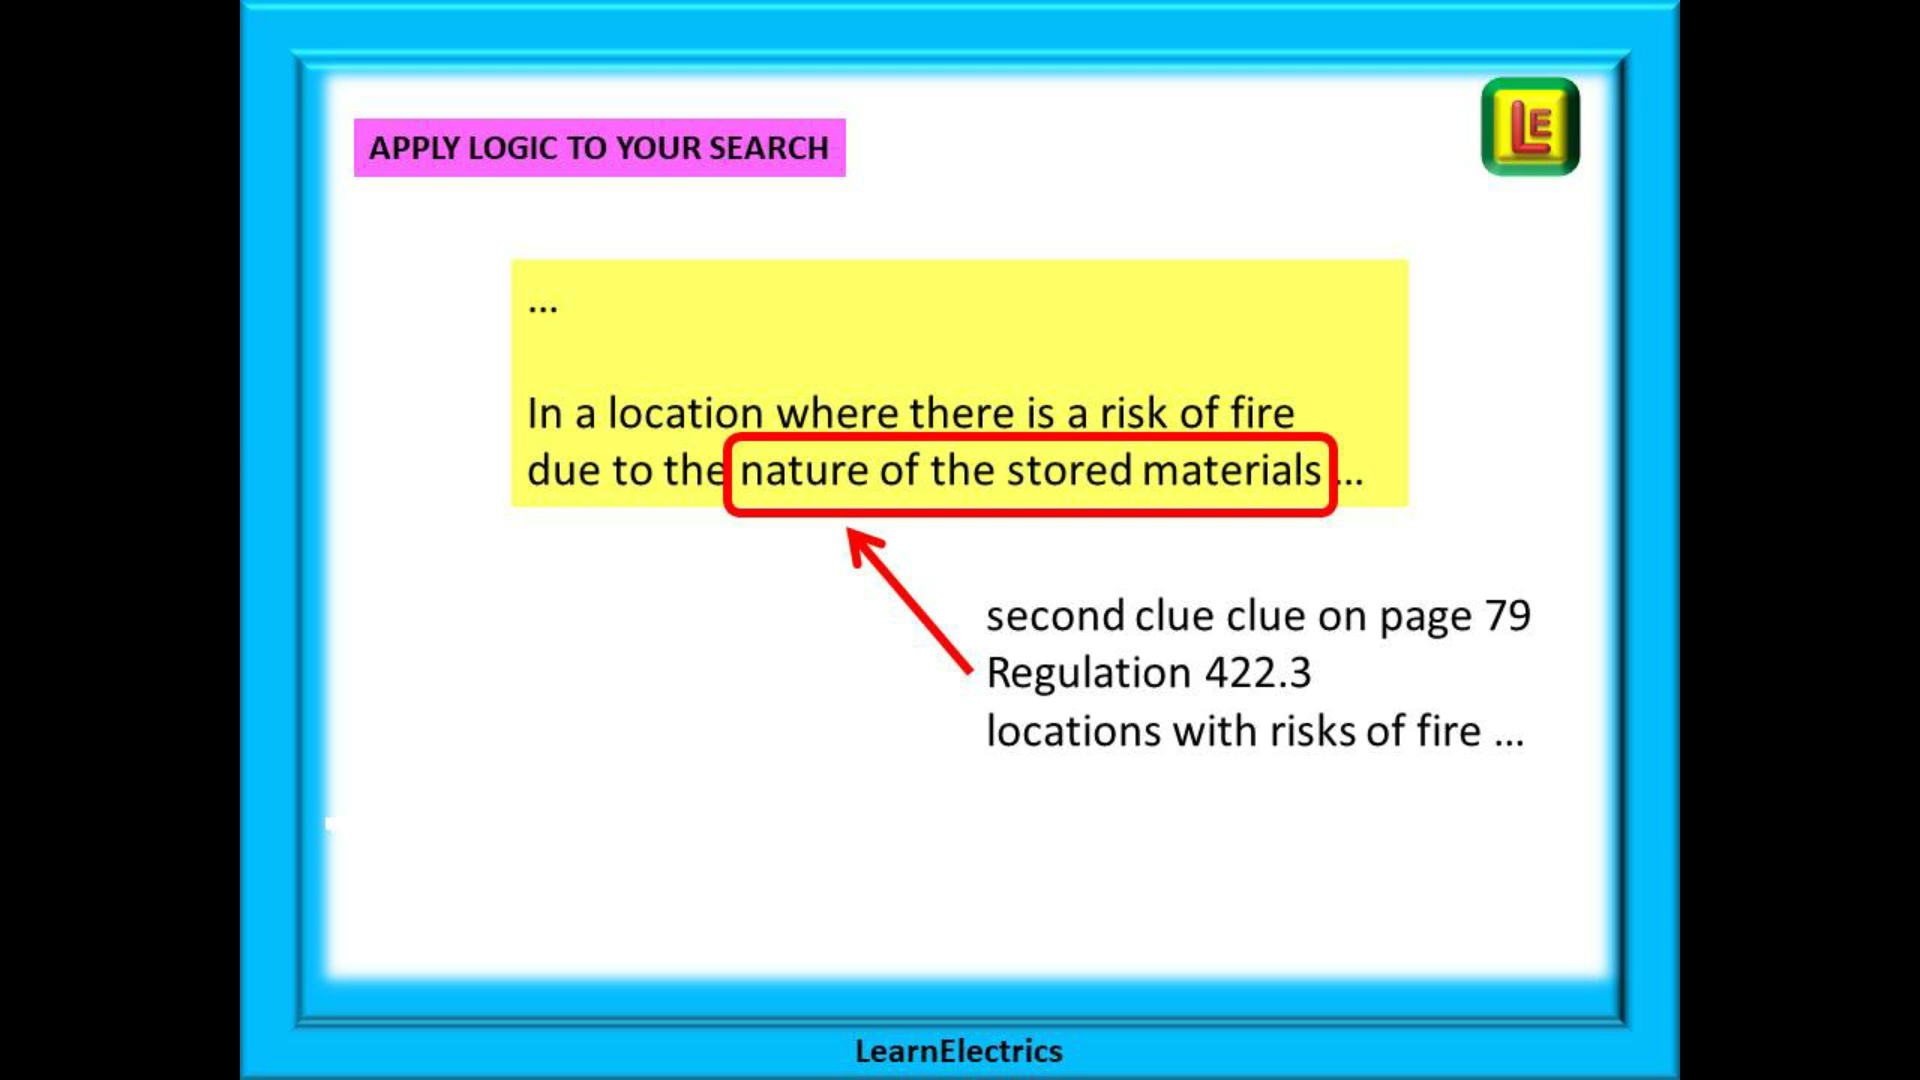 APPLY LOGIC TO YOUR SEARCH
LE
...
In a location where there is a risk of fire
due to the nature of the stored materials ...
second clue clue on page 79
Regulation 422.3
locations with risks of fire ...
LearnElectrics